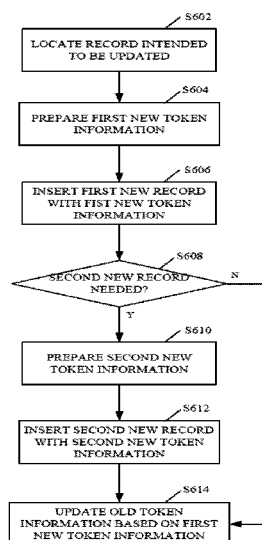 S602
LOCATE RECORD INTENDED
TO BE UPDATED
S604
PREPARE FIRST NEW TOKEN
INFORMATION
S606
INSERT FIRST NEW RECORD
WITH FIST NEW TOKEN
INFORMATION
S608
SECOND NEW RECORD
NEEDED?
N
Y
S610
PREPARE SECOND NEW
TOKEN INFORMATION
S612
INSERT SECOND NEW RECORD
WITH SECOND NEW TOKEN
INFORMATION
S614
UPDATE OLD TOKEN
INFORMATION BASED ON FIRST
NEW TOKEN INFORMATION